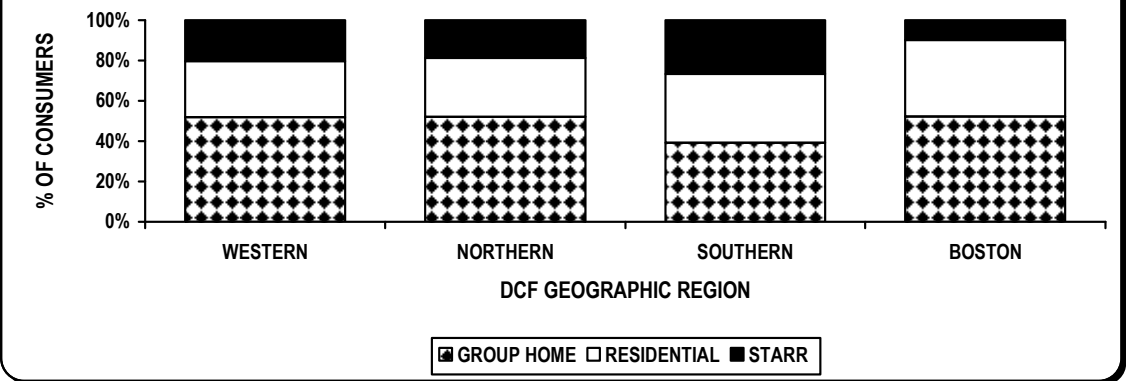 100%
80%
60%
40%
20%
0%
% OF CONSUMERS
WESTERN NORTHERN SOUTHERN BOSTON
DCF GEOGRAPHIC REGION
GROUP HOME RESIDENTIAL STARR